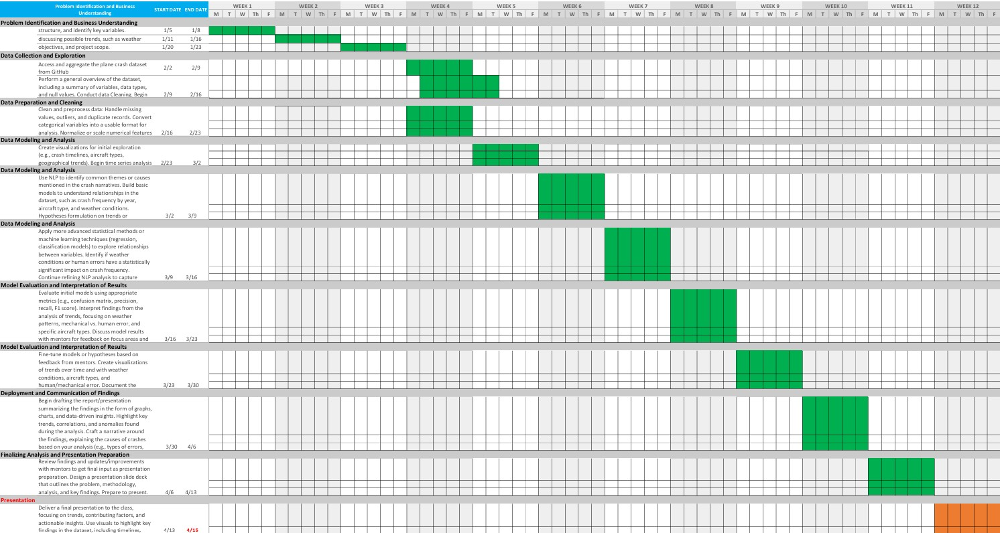 Problem Identification and Business Understanding START DATE END DATE WEEK 1 WEEK 2 WEEK 3 WEEK 4 WEEK 5 WEEK 6 WEEK 7 WEEK 8 WEEK 9 WEEK 10 WEEK 11 WEEK 12
M T W Th F M T W Th F M T W Th F M T W Th F M T W Th F M T W Th F M T W Th F M T W Th F M T W Th F M T W Th F M T W Th F M T W Th F
Problem Identification and Business Understanding
structure, and identify key variables. 1/5 1/8
discussing possible trends, such as weather 1/11 1/16
objectives, and project scope. 1/20 1/23
Data Collection and Exploration
Access and aggregate the plane crash dataset
from GitHub 2/2 2/9
Perform a general overview of the dataset,
including a summary of variables, data types,
and null values. Conduct data Cleaning. Begin 2/9 2/16
Data Preparation and Cleaning
Clean and preprocess data: Handle missing
values, outliers, and duplicate records. Convert
categorical variables into a usable format for
analysis. Normalize or scale numerical features 2/16 2/23
Data Modeling and Analysis
Create visualizations for initial exploration
(e.g., crash timelines, aircraft types,
geographical trends). Begin time series analysis 2/23 3/2
Data Modeling and Analysis
Use NLP to identify common themes or causes
mentioned in the crash narratives. Build basic
models to understand relationships in the
dataset, such as crash frequency by year,
aircraft type, and weather conditions.
Hypotheses formulation on trends or 3/2 3/9
Data Modeling and Analysis
Apply more advanced statistical methods or
machine learning techniques (regression,
classification models) to explore relationships
between variables. Identify if weather
conditions or human errors have a statistically
significant impact on crash frequency.
Continue refining NLP analysis to capture 3/9 3/16
Model Evaluation and Interpretation of Results
Evaluate initial models using appropriate
metrics (e.g., confusion matrix, precision,
recall, F1 score). Interpret findings from the
analysis of trends, focusing on weather
patterns, mechanical vs. human error, and
specific aircraft types. Discuss model results
with mentors for feedback on focus areas and 3/16 3/23
Model Evaluation and Interpretation of Results
Fine-tune models or hypotheses based on
feedback from mentors. Create visualizations
of trends over time and with weather
conditions, aircraft types, and
human/mechanical error. Document the 3/23 3/30
Deployment and Communication of Findings
Begin drafting the report/presentation
summarizing the findings in the form of graphs,
charts, and data-driven insights. Highlight key
trends, correlations, and anomalies found
during the analysis. Craft a narrative around
the findings, explaining the causes of crashes
based on your analysis (e.g., types of errors, 3/30 4/6
Finalizing Analysis and Presentation Preparation
Review findings and updates/improvements
with mentors to get final input as presentation
preparation. Design a presentation slide deck
that outlines the problem, methodology,
analysis, and key findings. Prepare to present. 4/6 4/13
Presentation
Deliver a final presentation to the class,
focusing on trends, contributing factors, and
actionable insights. Use visuals to highlight key
findings in the dataset, including timelines, 4/13 4/15